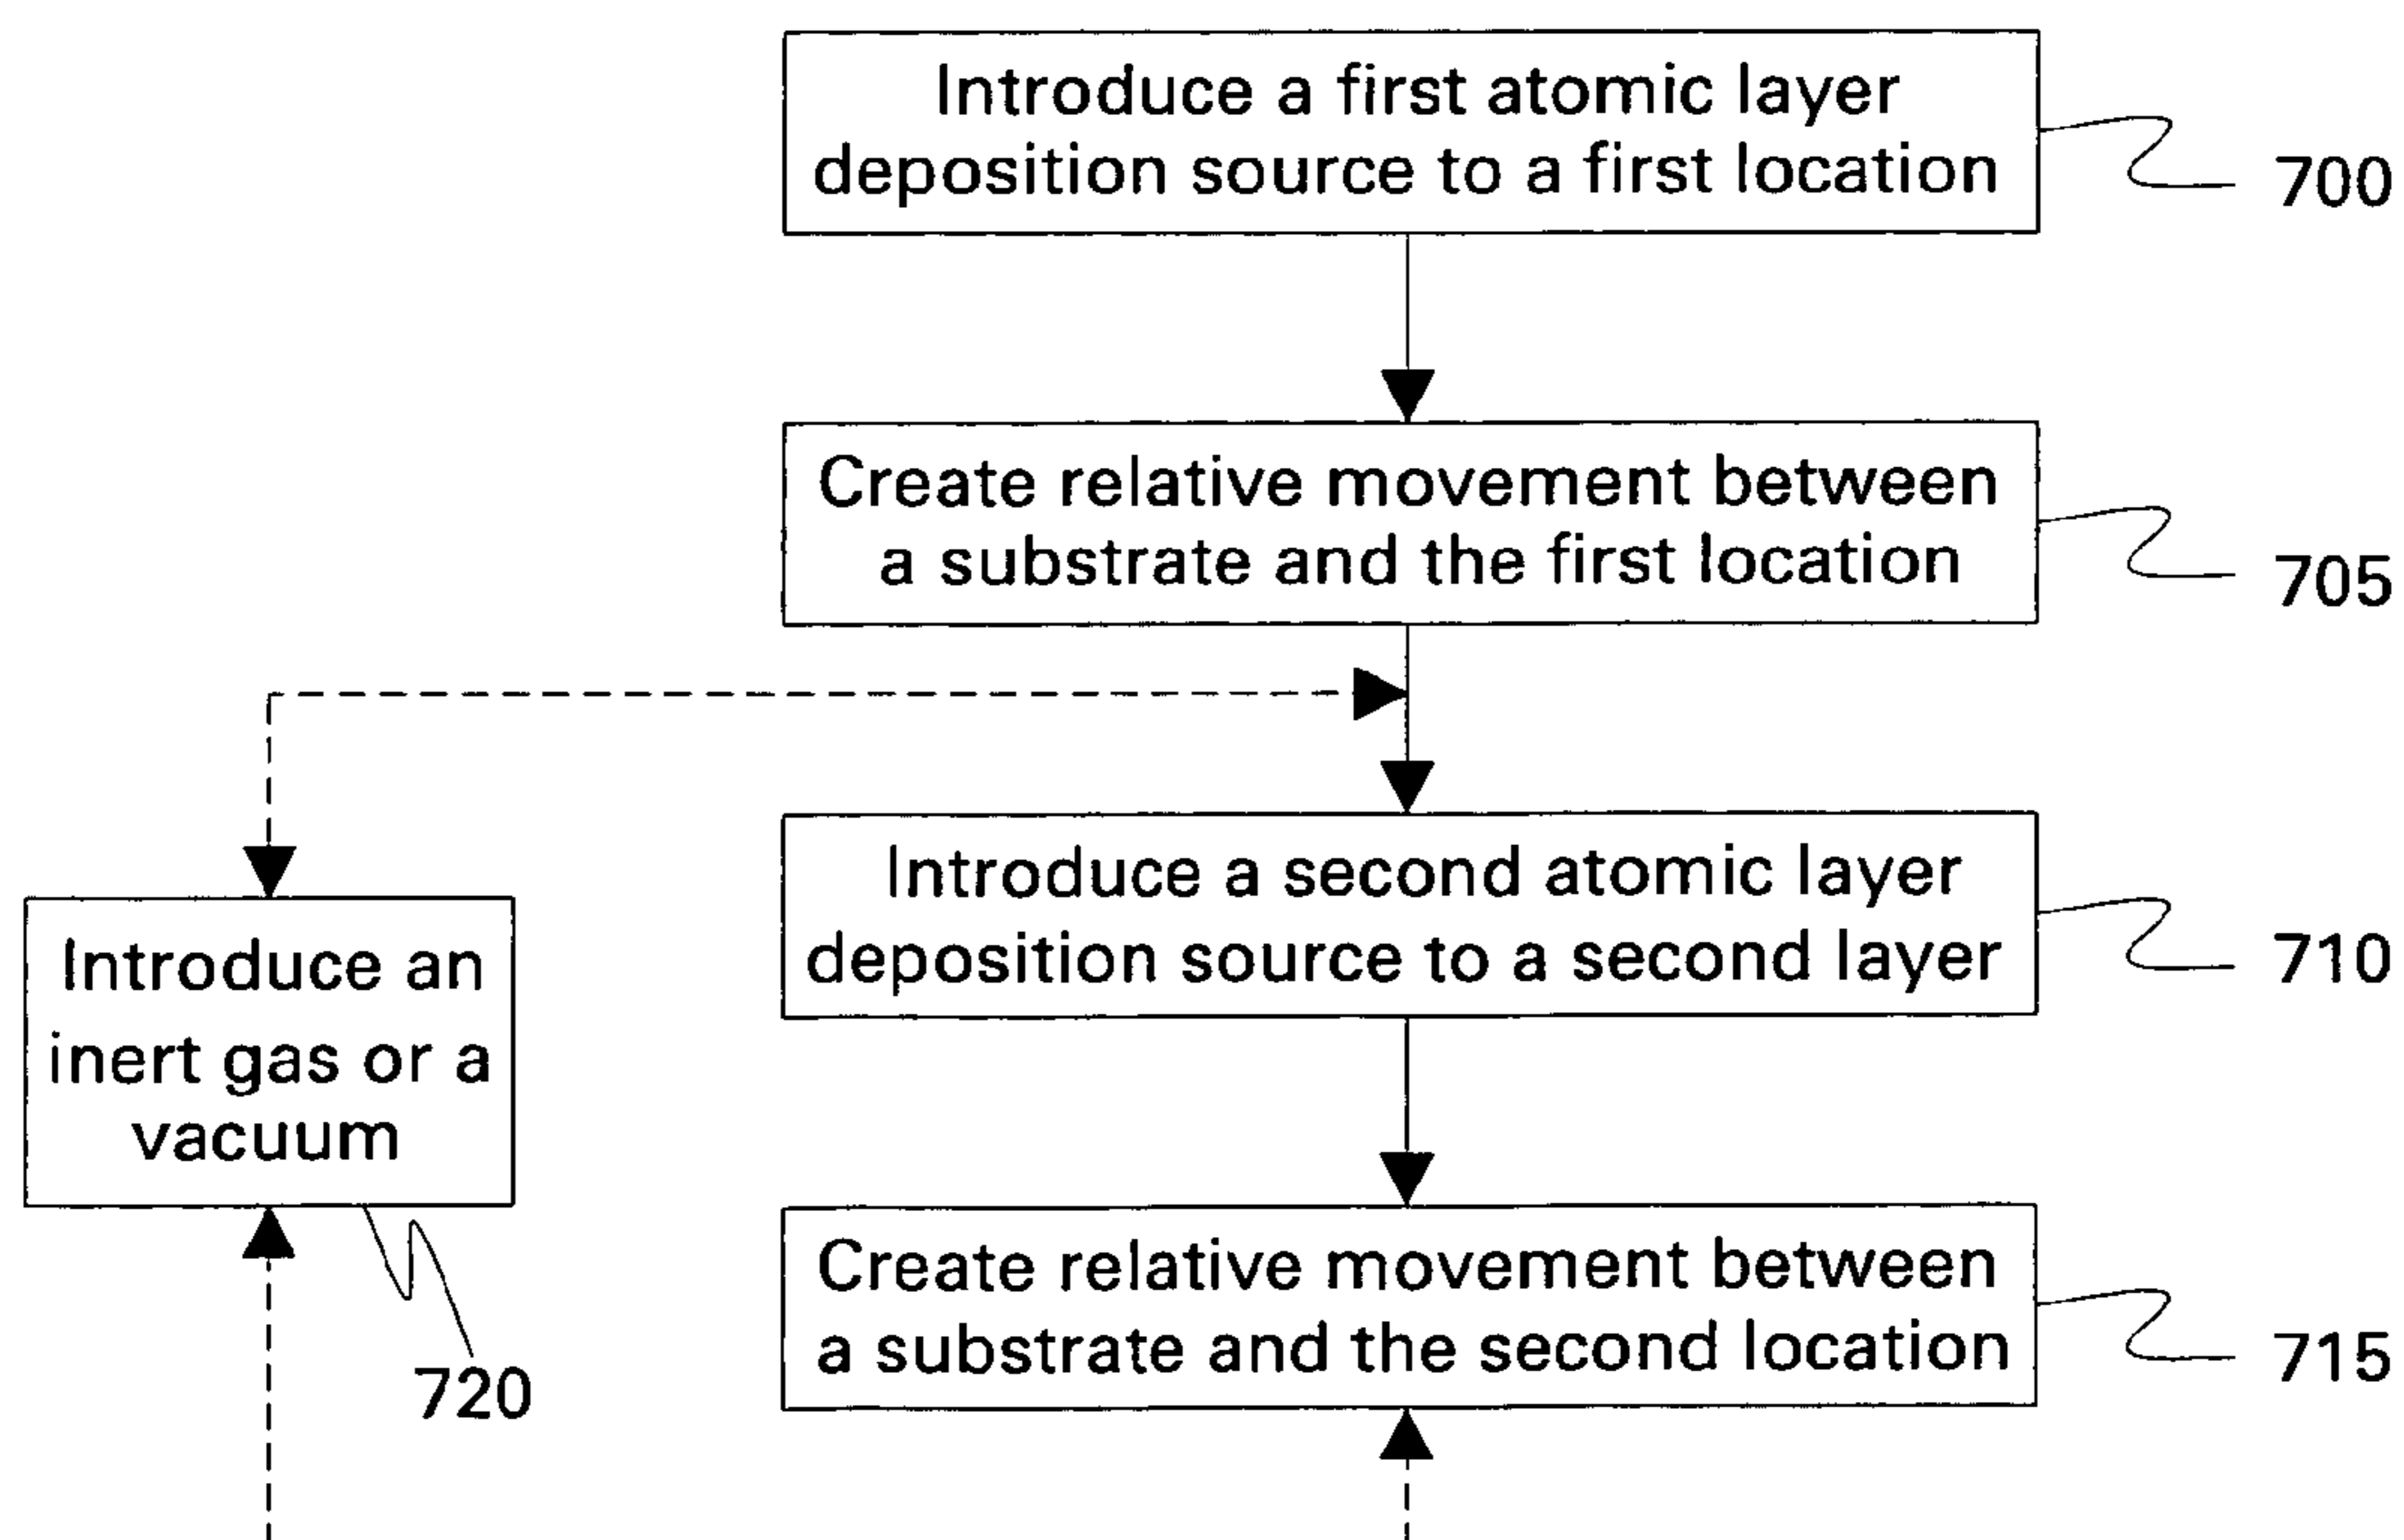 Introduce a first atomic layer
deposition source to a first location
700
Create relative movement between
a substrate and the first location
705
Introduce a second atomic layer
deposition source to a second layer
710
Introduce an
inert gas or a
vacuum
720
Create relative movement between
a substrate and the second location
715